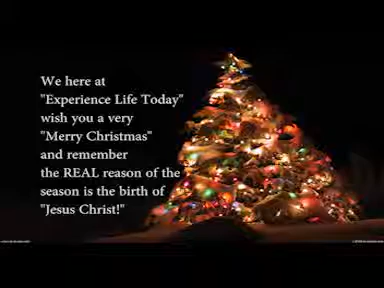 We here at
"Experience Life Today"
wish you a very
"Merry Christmas"
and remember
the REAL reason of the
season is the birth of
"Jesus Christ!"